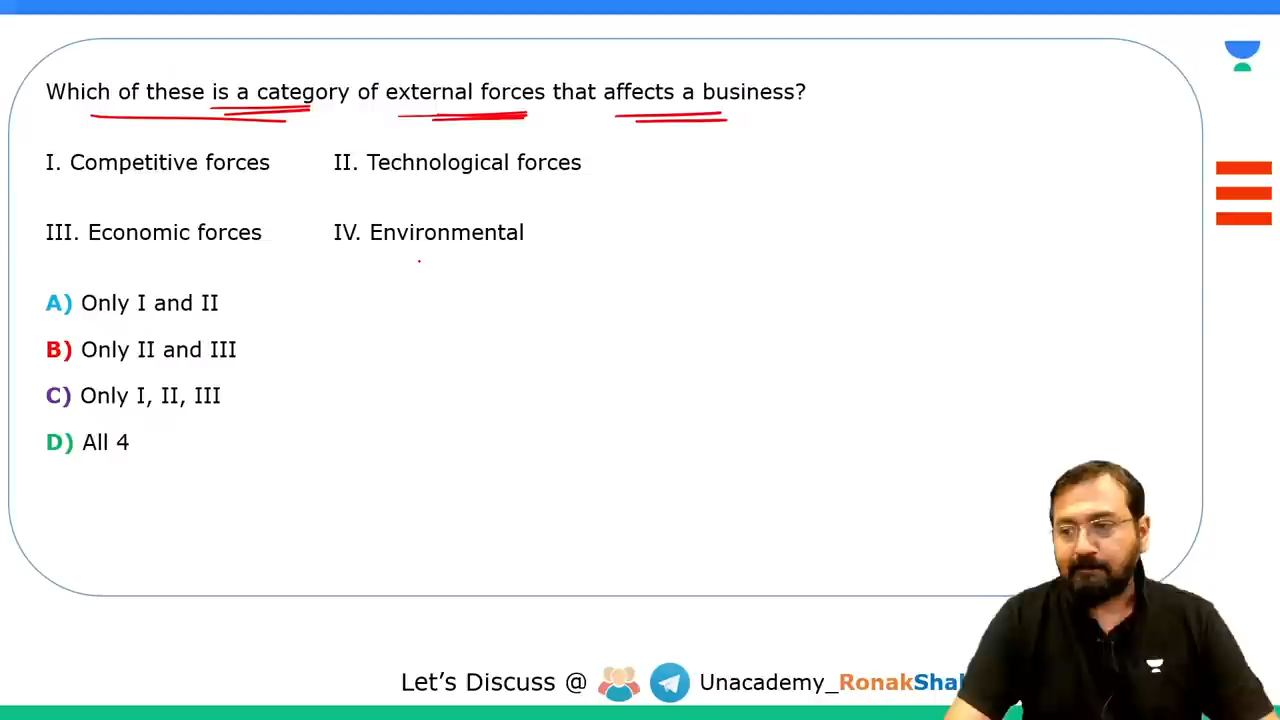 Which of these is a category of external forces that affects a business?
I. Competitive forces II. Technological forces
III. Economic forces IV. Environmental
A) Only I and II
B) Only II and III
C) Only I, II, III
D) All 4
Let’s Discuss @ Unacademy_RonakShah